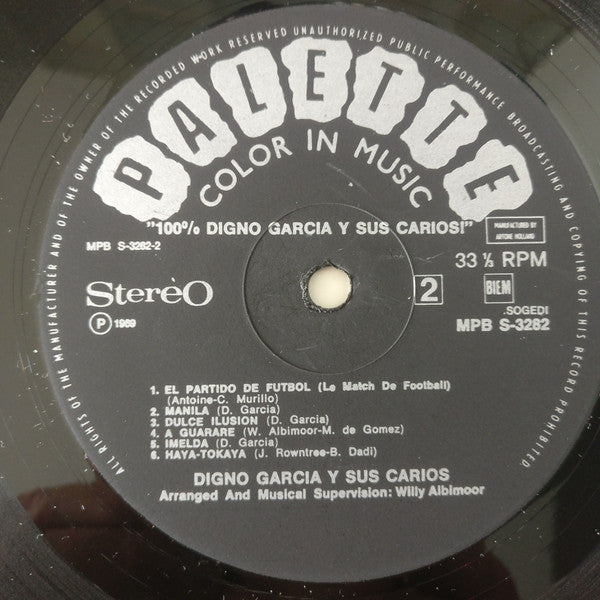 ALL RIGHTS OF THE MANUFACTURER AND OF THE OWNER OF THE RECORDED WORK RESERVED UNAUTHORIZED PUBLIC PERFORMANCE BROADCASTING AND COPYING OF THIS RECORD PROHIBITED
PALETTE
COLOR IN MUSIC
"100% DIGNO GARCIA Y SUS CARIOS!"
MANUFACTURED BY
ARTONE HOLLAND
MPB S-3262-2
33 ⅓ RPM
Sterèo
2
BIEM
SOGEDI
Ⓟ 1969
MPB S-3262
1. EL PARTIDO DE FUTBOL (Le Match De Football)
(Antoine-C. Murillo)
2. MANILA (D. Garcia)
3. DULCE ILUSION (D. Garcia)
4. A GUARARE (W. Albimoor-M. de Gomez)
5. IMELDA (D. Garcia)
6. HAYA-TOKAYA (J. Rowntree-B. Dadi)
DIGNO GARCIA Y SUS CARIOS
Arranged And Musical Supervision: Willy Albimoor